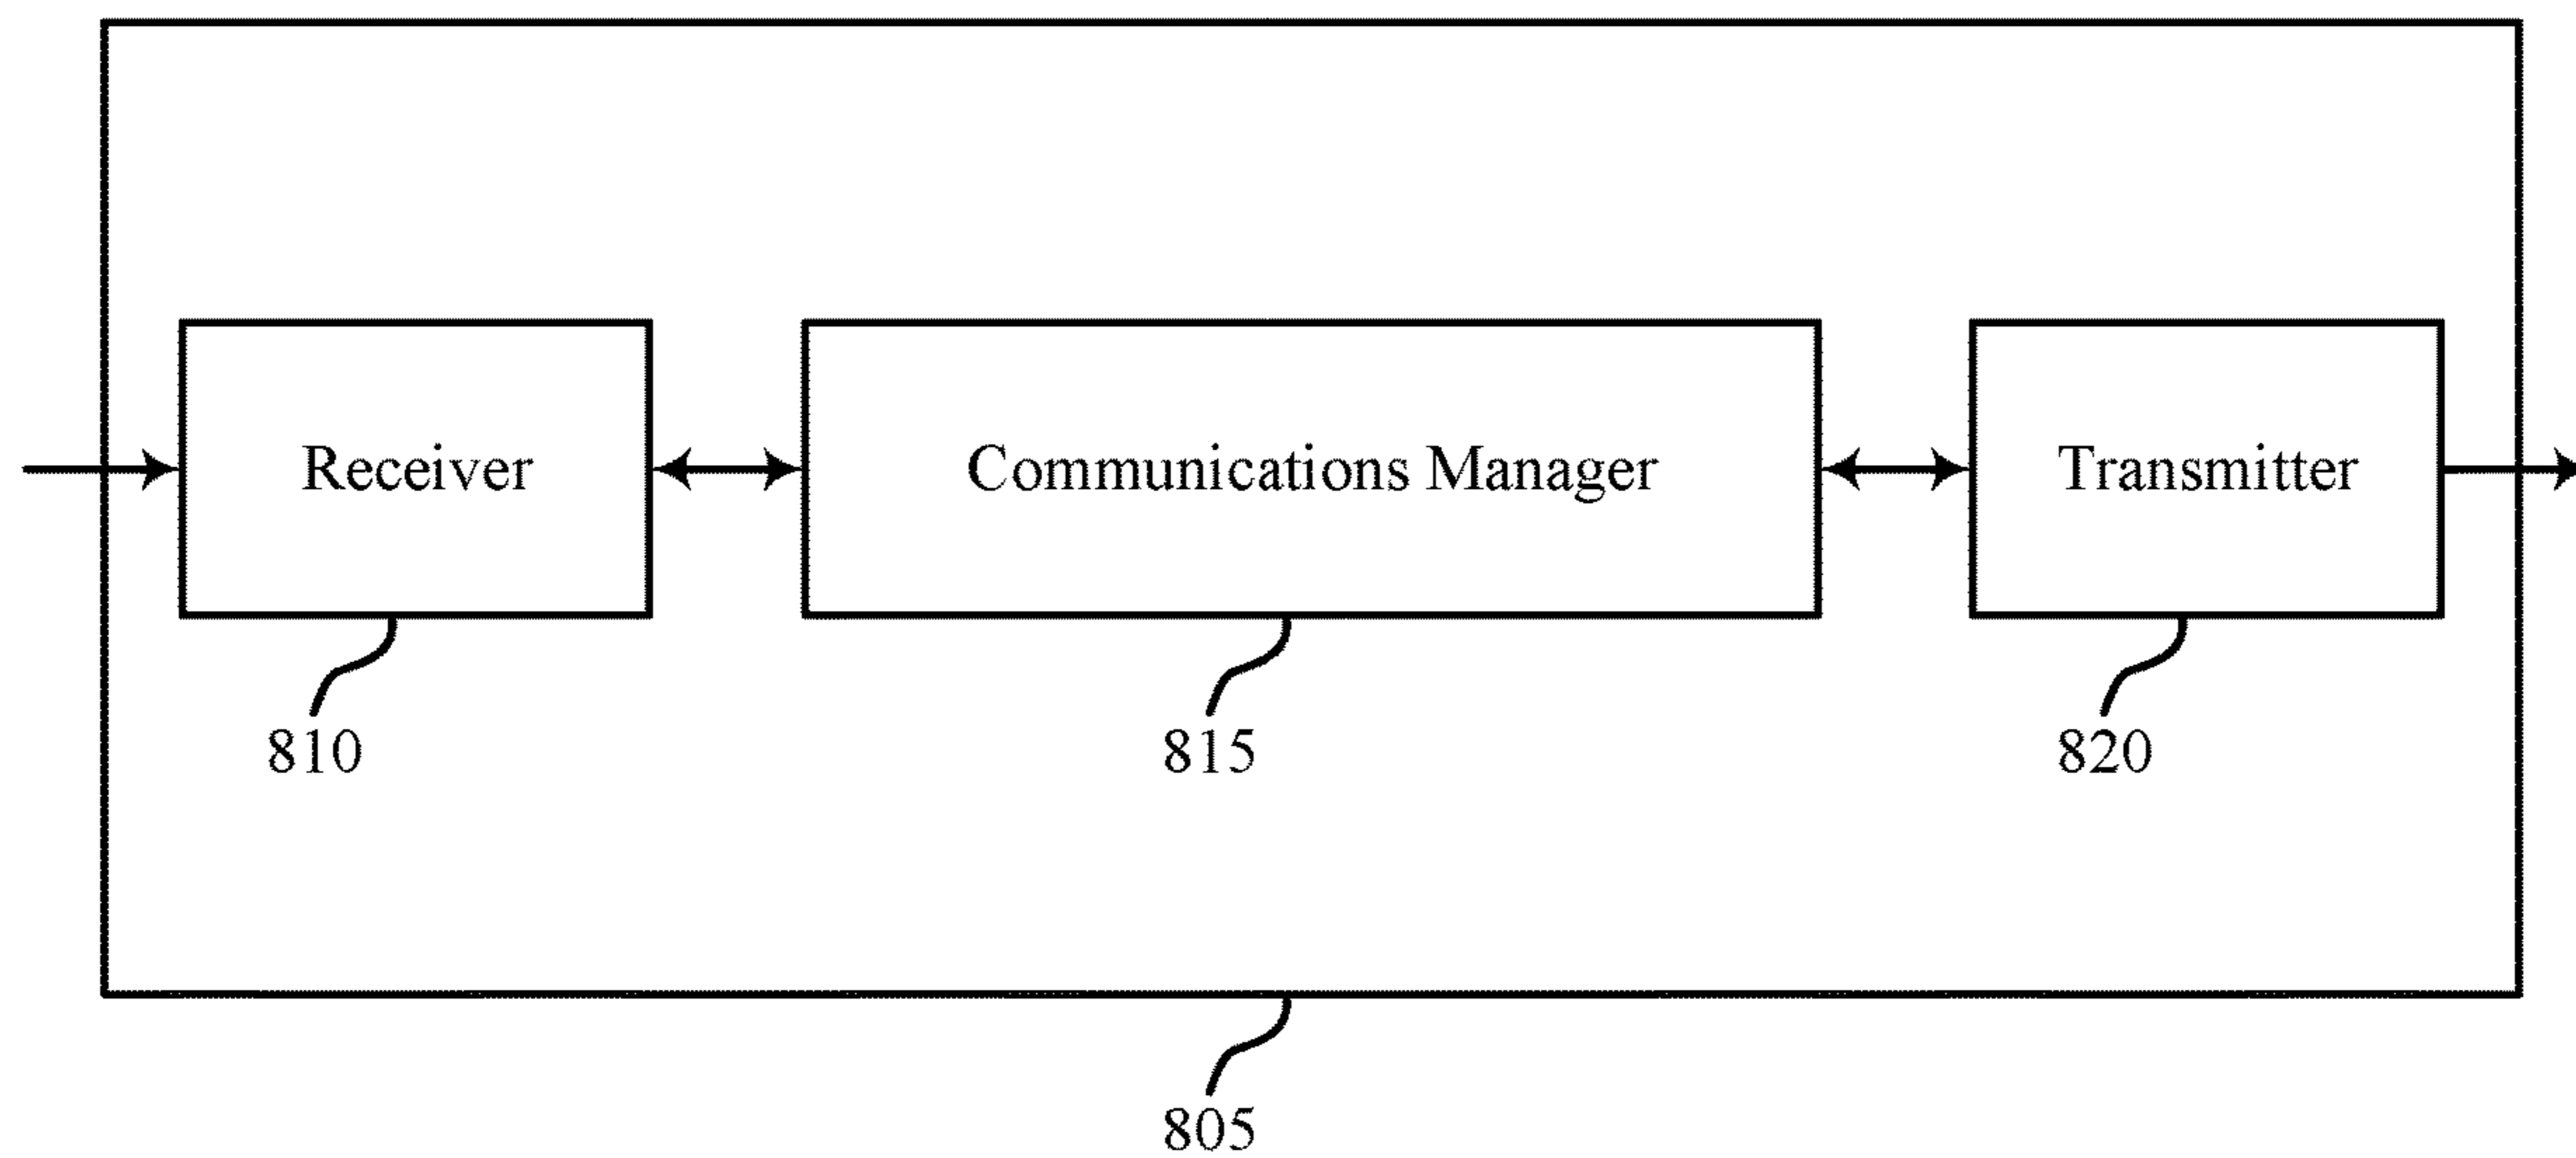 Receiver
Communications Manager
Transmitter
810
815
820
805